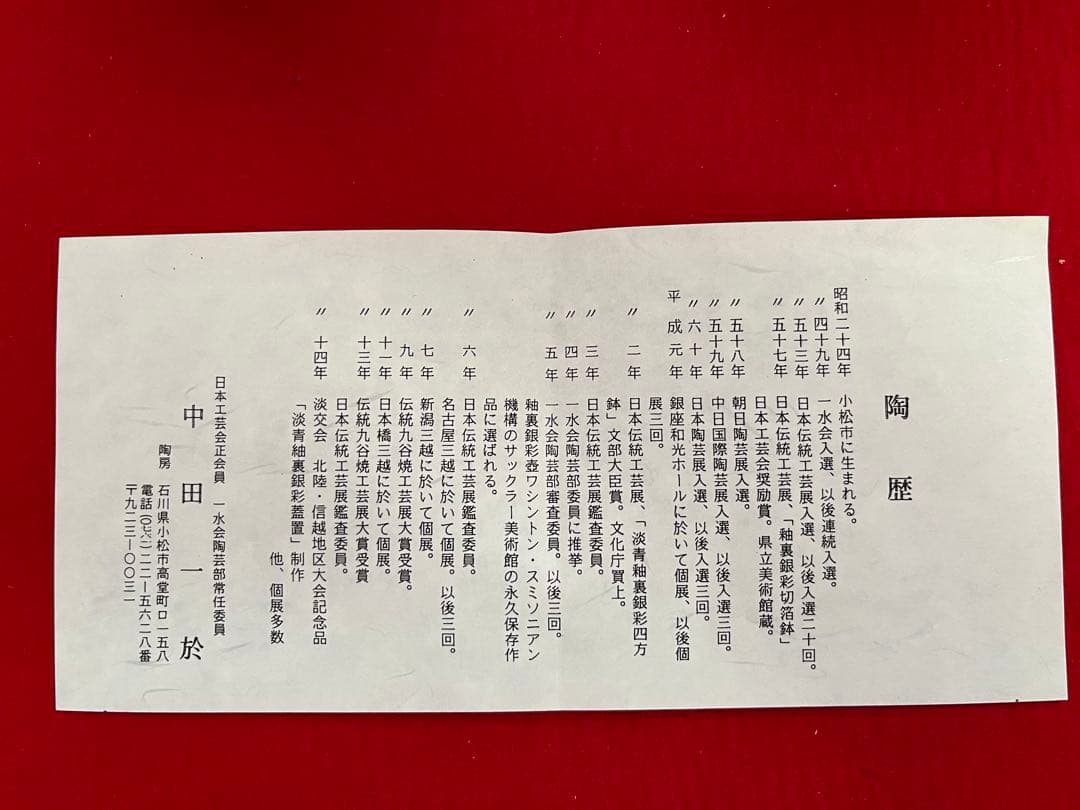 陶歴
昭和二十四年 小松市に生まれる。
〃 四十九年 一水会入選、以後連続入選。
〃 五十三年 日本伝統工芸展入選、以後入選二十回。
〃 五十七年 日本伝統工芸展、「釉裏銀彩切箔鉢」
日本工芸会奨励賞。県立美術館蔵。
〃 五十八年 朝日陶芸展入選。
〃 五十九年 中日国際陶芸展入選、以後入選三回。
〃 六十年 日本陶芸展入選、以後入選三回。
平成元年 銀座和光ホールに於いて個展、以後個
展三回。
〃 二年 日本伝統工芸展、「淡青釉裏銀彩四方
鉢」文部大臣賞。文化庁買上。
〃 三年 日本伝統工芸展鑑査委員。
〃 四年 一水会陶芸部委員に推挙。
〃 五年 一水会陶芸部審査委員。以後三回。
釉裏銀彩壺ワシントン・スミソニアン
機構のサックラー美術館の永久保存作
品に選ばれる。
〃 六年 日本伝統工芸展鑑査委員。
名古屋三越に於いて個展。以後三回。
〃 七年 新潟三越に於いて個展。
〃 九年 伝統九谷焼工芸展大賞受賞。
〃 十一年 日本橋三越に於いて個展。
〃 十三年 伝統九谷焼工芸展大賞受賞
日本伝統工芸展鑑査委員。
〃 十四年 淡交会 北陸・信越地区大会記念品
「淡青釉裏銀彩蓋置」制作
他、個展多数
日本工芸会正会員 一水会陶芸部常任委員
中田一於
陶房 石川県小松市高堂町ロ一五八
電話(〇七六一)二二ー五六二八番
〒九二三ー〇〇三一